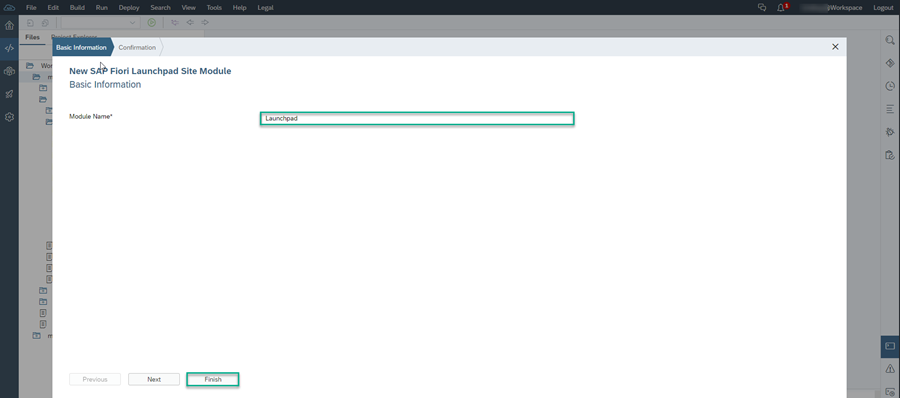 File Edit Build Run Deploy Search View Tools Help Legal 1 Workspace Logout
Files
Basic Information Confirmation
New SAP Fiori Launchpad Site Module
Basic Information
Module Name* Launchpad
Previous Next Finish